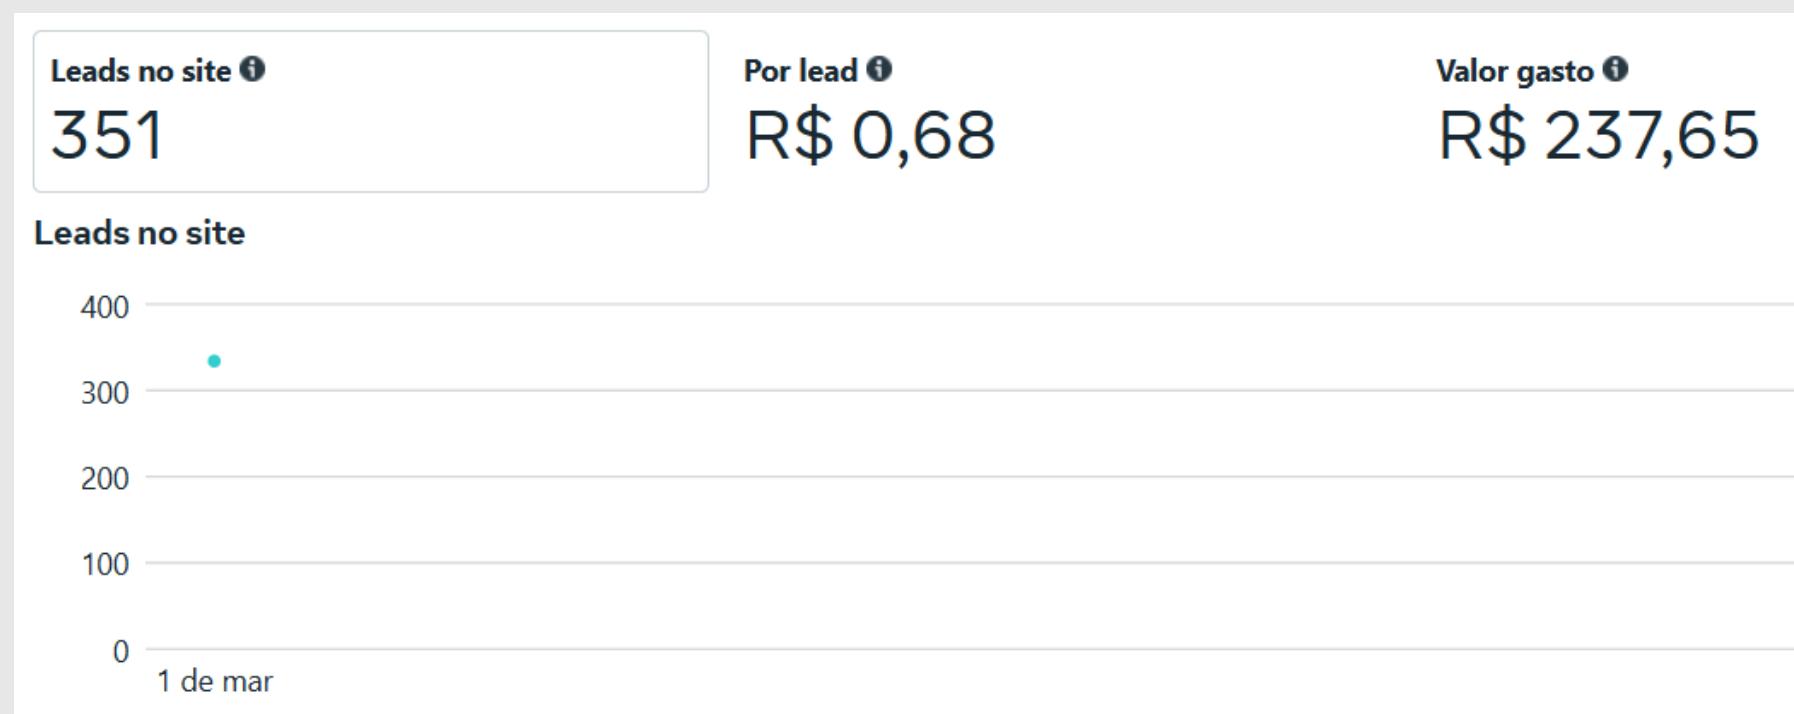 Leads no site
351
Por lead
R$ 0,68
Valor gasto
R$ 237,65
Leads no site
400
300
200
100
0
1 de mar